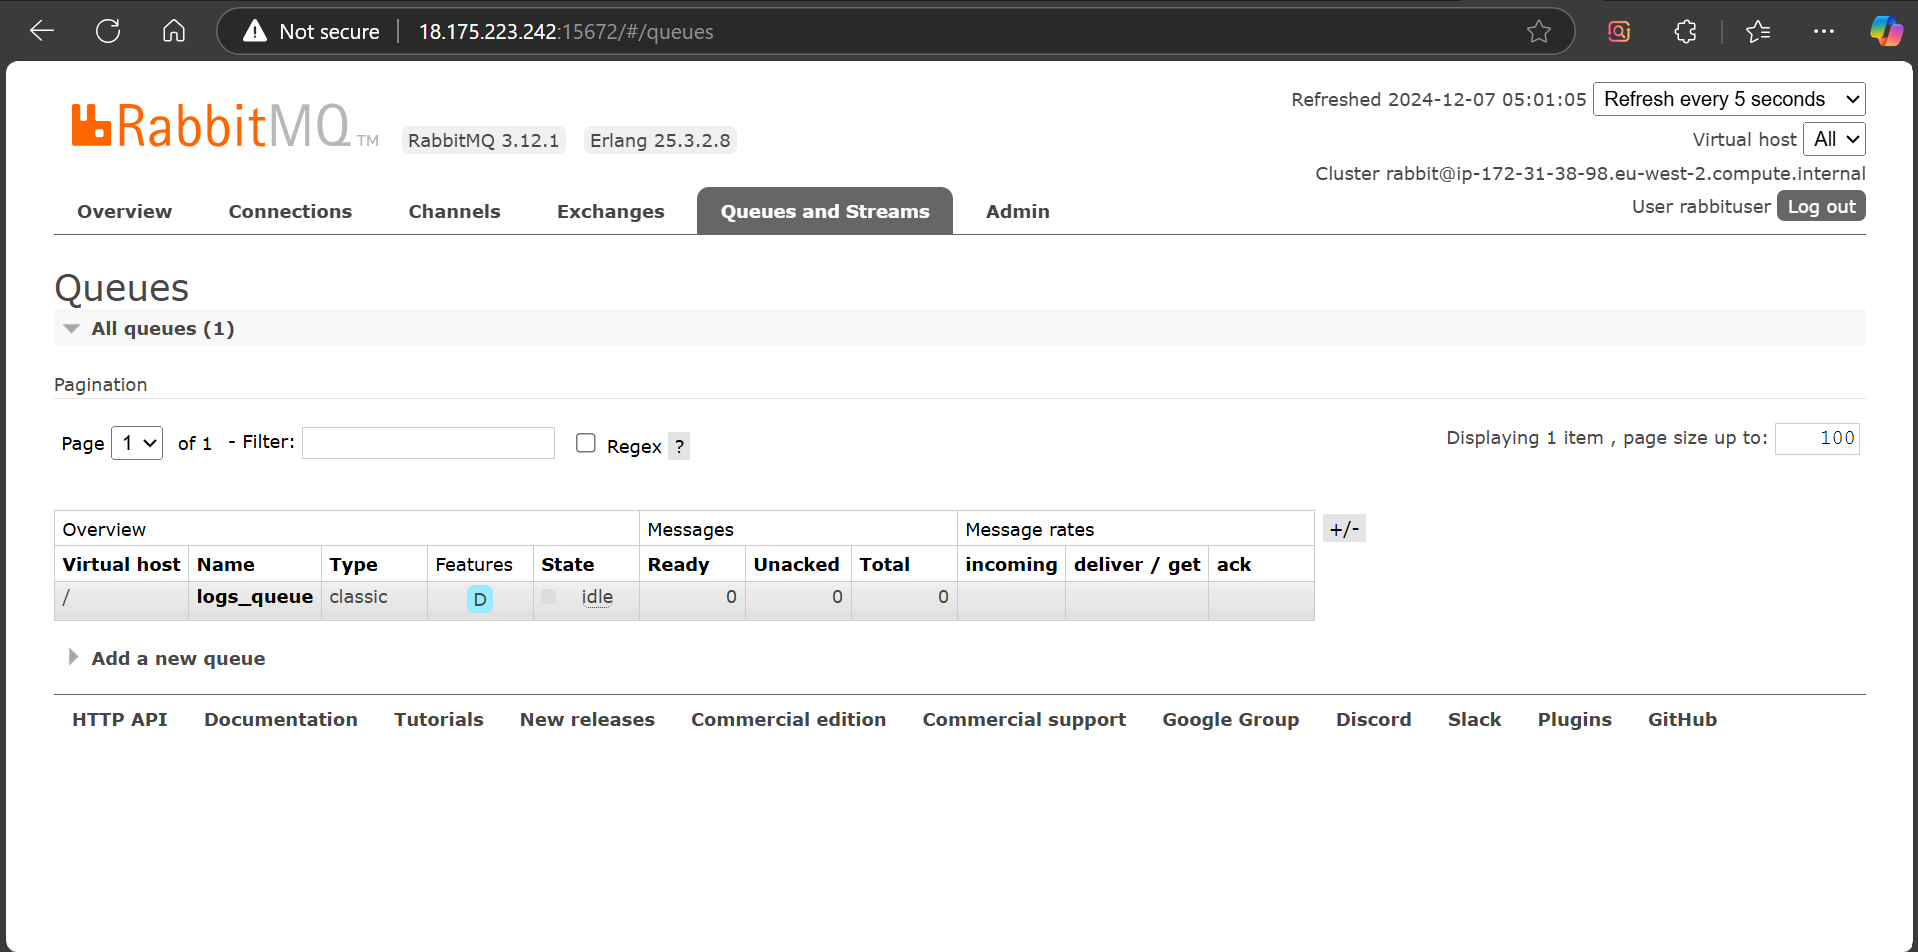 Not secure 18.175.223.242:15672/#/queues
RabbitMQ TM RabbitMQ 3.12.1 Erlang 25.3.2.8
Refreshed 2024-12-07 05:01:05 Refresh every 5 seconds
Virtual host All
Cluster rabbit@ip-172-31-38-98.eu-west-2.compute.internal
User rabbituser Log out
Overview Connections Channels Exchanges Queues and Streams Admin
Queues
All queues (1)
Pagination
Page 1 of 1 - Filter: Regex ? Displaying 1 item , page size up to: 100
Overview Messages Message rates +/-
Virtual host Name Type Features State Ready Unacked Total incoming deliver / get ack
/ logs_queue classic D idle 0 0 0
Add a new queue
HTTP API Documentation Tutorials New releases Commercial edition Commercial support Google Group Discord Slack Plugins GitHub